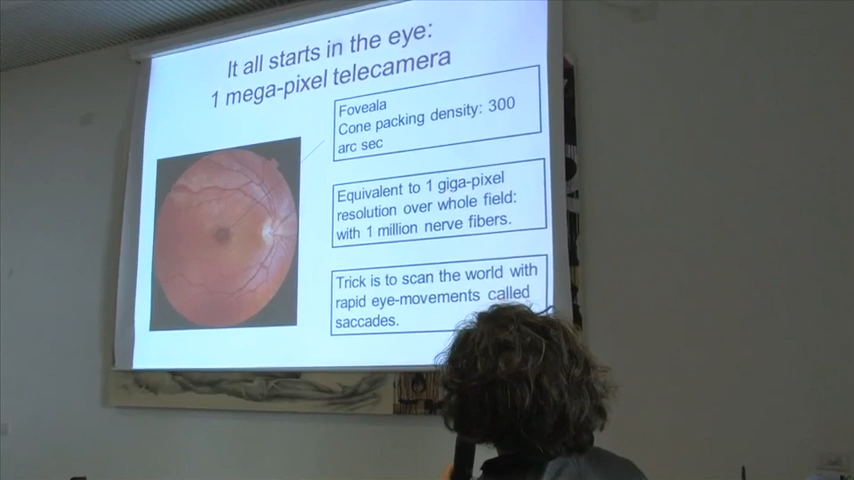 It all starts in the eye:
1 mega-pixel telecamera
Foveala
Cone packing density: 300
arc sec
Equivalent to 1 giga-pixel
resolution over whole field:
with 1 million nerve fibers.
Trick is to scan the world with
rapid eye-movements called
saccades.